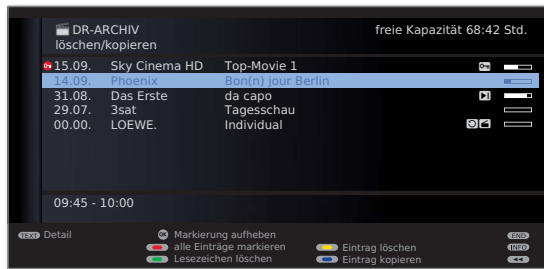 DR-ARCHIV freie Kapazität 68:42 Std.
löschen/kopieren
15.09. Sky Cinema HD Top-Movie 1
14.09. Phoenix Bon(n) jour Berlin
31.08. Das Erste da capo
29.07. 3sat Tagesschau
00.00. LOEWE. Individual
09:45 - 10:00
TEXT Detail OK Markierung aufheben END
alle Einträge markieren Eintrag löschen INFO
Lesezeichen löschen Eintrag kopieren